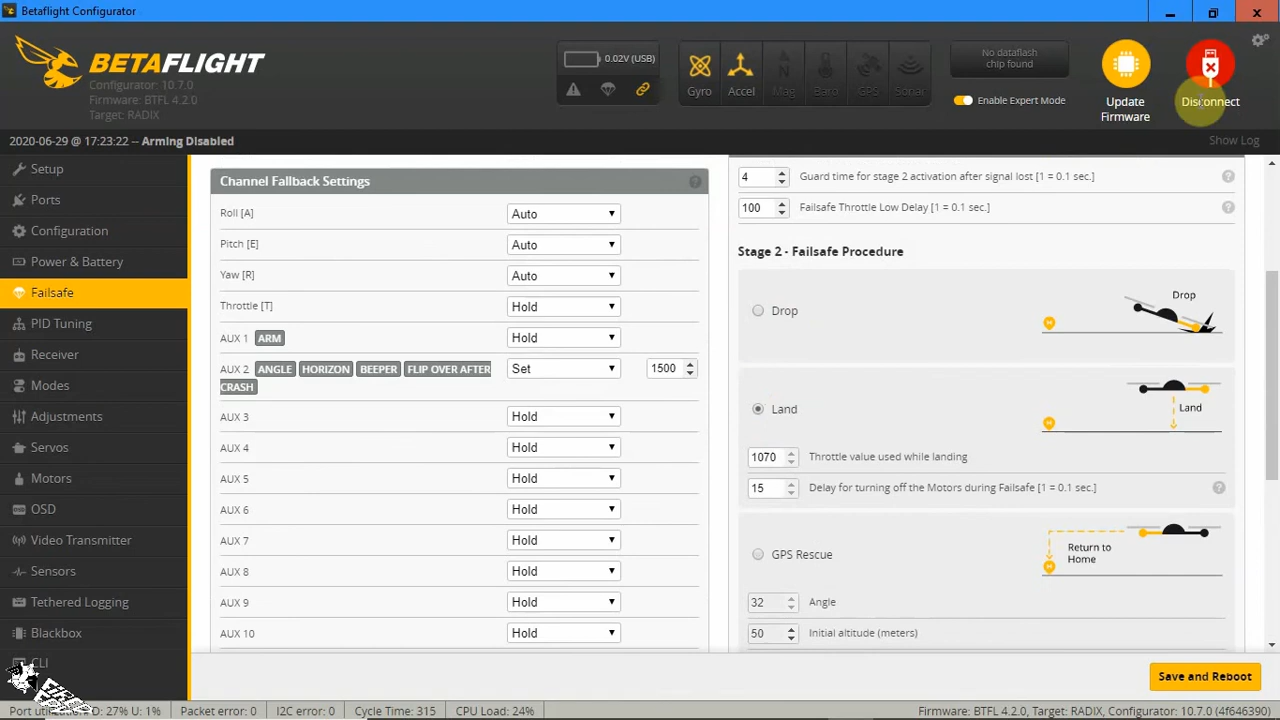 Betaflight Configurator
BETAFLIGHT
Configurator: 10.7.0
Firmware: BTFL 4.2.0
Target: RADIX
0.02V (USB)
Gyro
Accel
Mag
Baro
GPS
Sonar
No dataflash
chip found
Enable Expert Mode
Update
Firmware
Disconnect
2020-06-29 @ 17:23:22 -- Arming Disabled
Show Log
Setup
Ports
Configuration
Power & Battery
Failsafe
PID Tuning
Receiver
Modes
Adjustments
Servos
Motors
OSD
Video Transmitter
Sensors
Tethered Logging
Blackbox
CLI
Channel Fallback Settings
Roll [A] Auto
Pitch [E] Auto
Yaw [R] Auto
Throttle [T] Hold
AUX 1 ARM Hold
AUX 2 ANGLE HORIZON BEEPER FLIP OVER AFTER Set 1500
CRASH
AUX 3 Hold
AUX 4 Hold
AUX 5 Hold
AUX 6 Hold
AUX 7 Hold
AUX 8 Hold
AUX 9 Hold
AUX 10 Hold
4 Guard time for stage 2 activation after signal lost [1 = 0.1 sec.]
100 Failsafe Throttle Low Delay [1 = 0.1 sec.]
Stage 2 - Failsafe Procedure
Drop
Drop
Land
Land
1070 Throttle value used while landing
15 Delay for turning off the Motors during Failsafe [1 = 0.1 sec.]
GPS Rescue
Return to
Home
32 Angle
50 Initial altitude (meters)
Save and Reboot
Port utilization: D: 27% U: 1%
Packet error: 0
I2C error: 0
Cycle Time: 315
CPU Load: 24%
Firmware: BTFL 4.2.0, Target: RADIX, Configurator: 10.7.0 (4f646390)